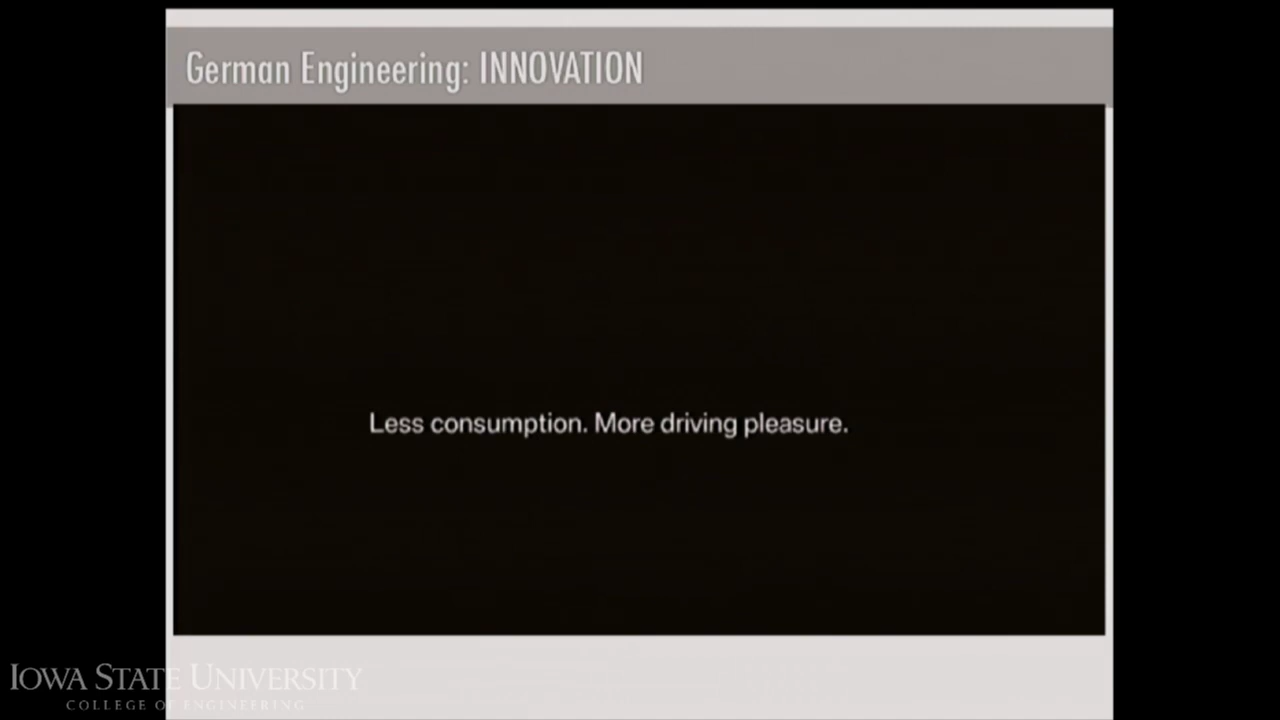 German Engineering: INNOVATION
Less consumption. More driving pleasure.
IOWA STATE UNIVERSITY
COLLEGE OF ENGINEERING